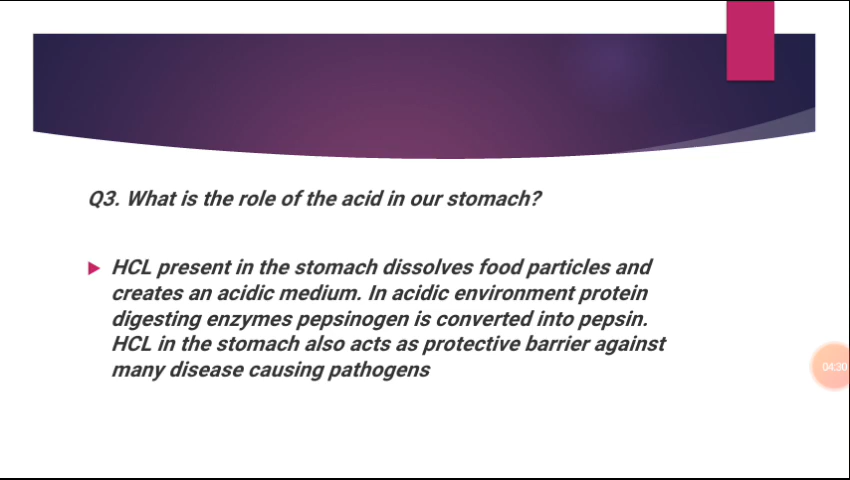 Q3. What is the role of the acid in our stomach?
HCL present in the stomach dissolves food particles and
creates an acidic medium. In acidic environment protein
digesting enzymes pepsinogen is converted into pepsin.
HCL in the stomach also acts as protective barrier against
many disease causing pathogens
04:30